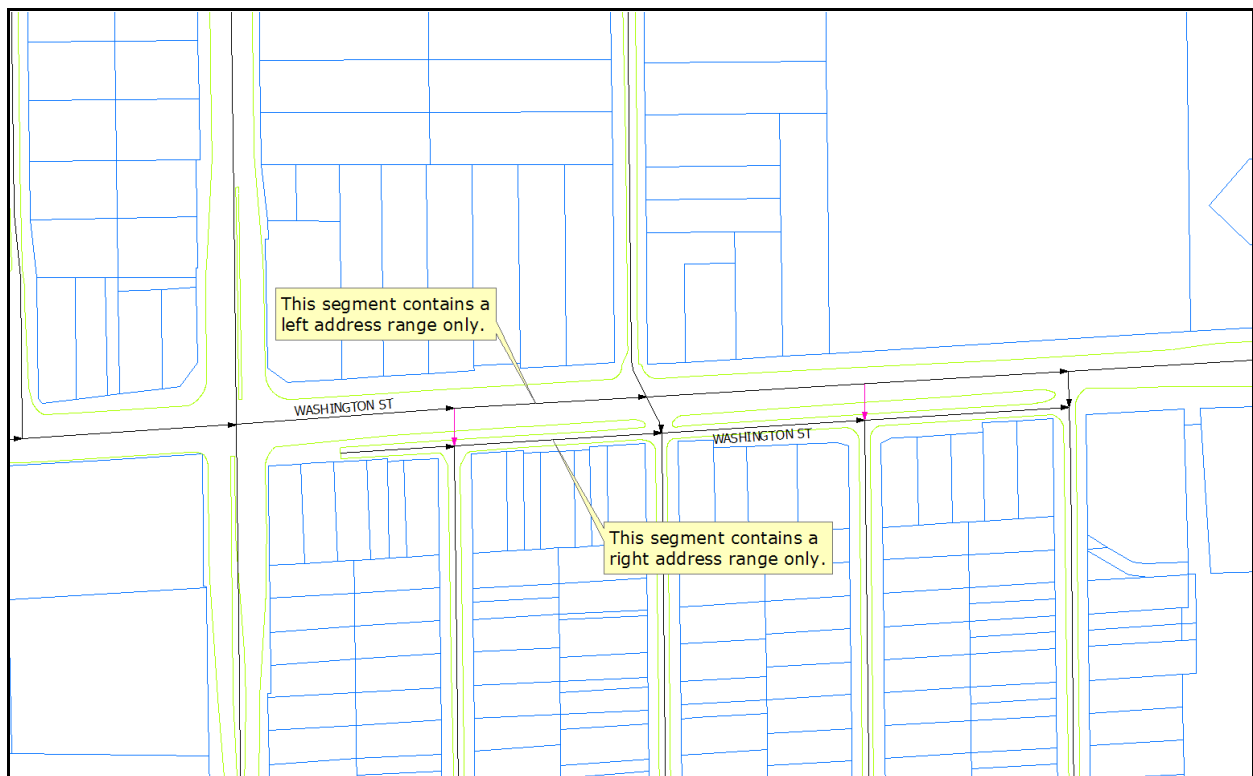 This segment contains a
left address range only.
WASHINGTON ST
WASHINGTON ST
This segment contains a
right address range only.